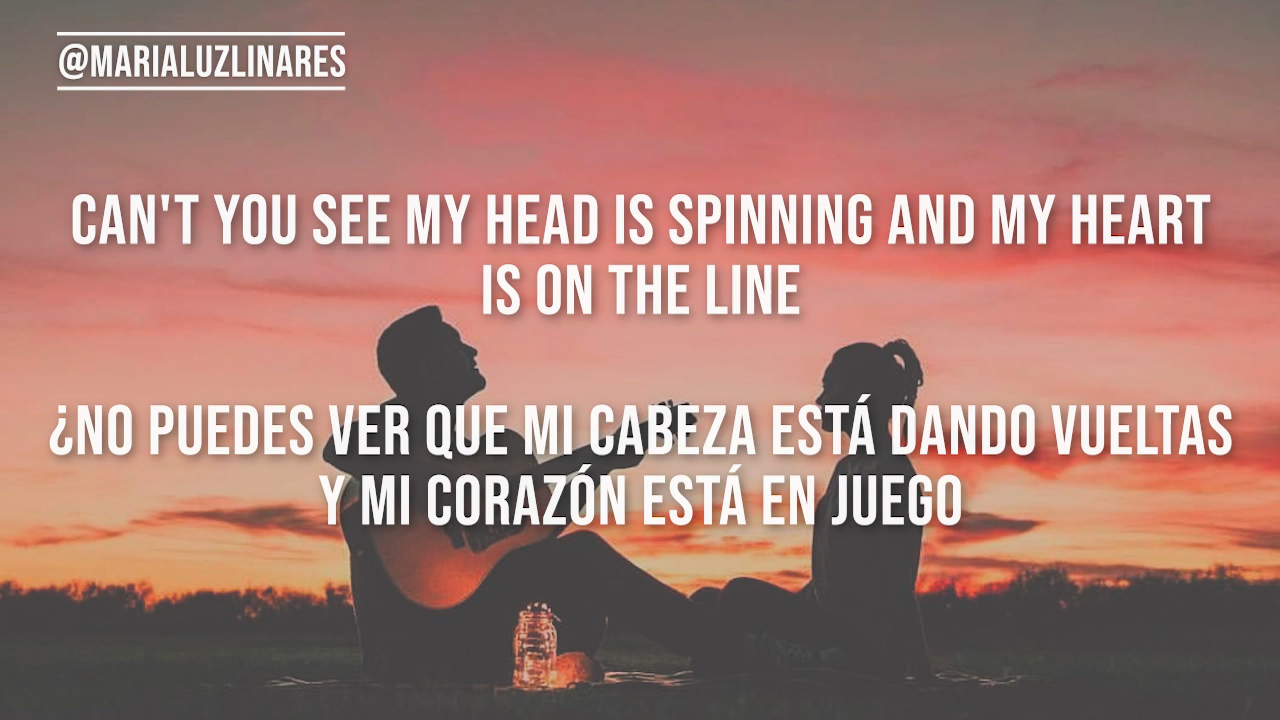 @MARIALUZLINARES
CAN'T YOU SEE MY HEAD IS SPINNING AND MY HEART
IS ON THE LINE
¿NO PUEDES VER QUE MI CABEZA ESTÁ DANDO VUELTAS
Y MI CORAZÓN ESTÁ EN JUEGO